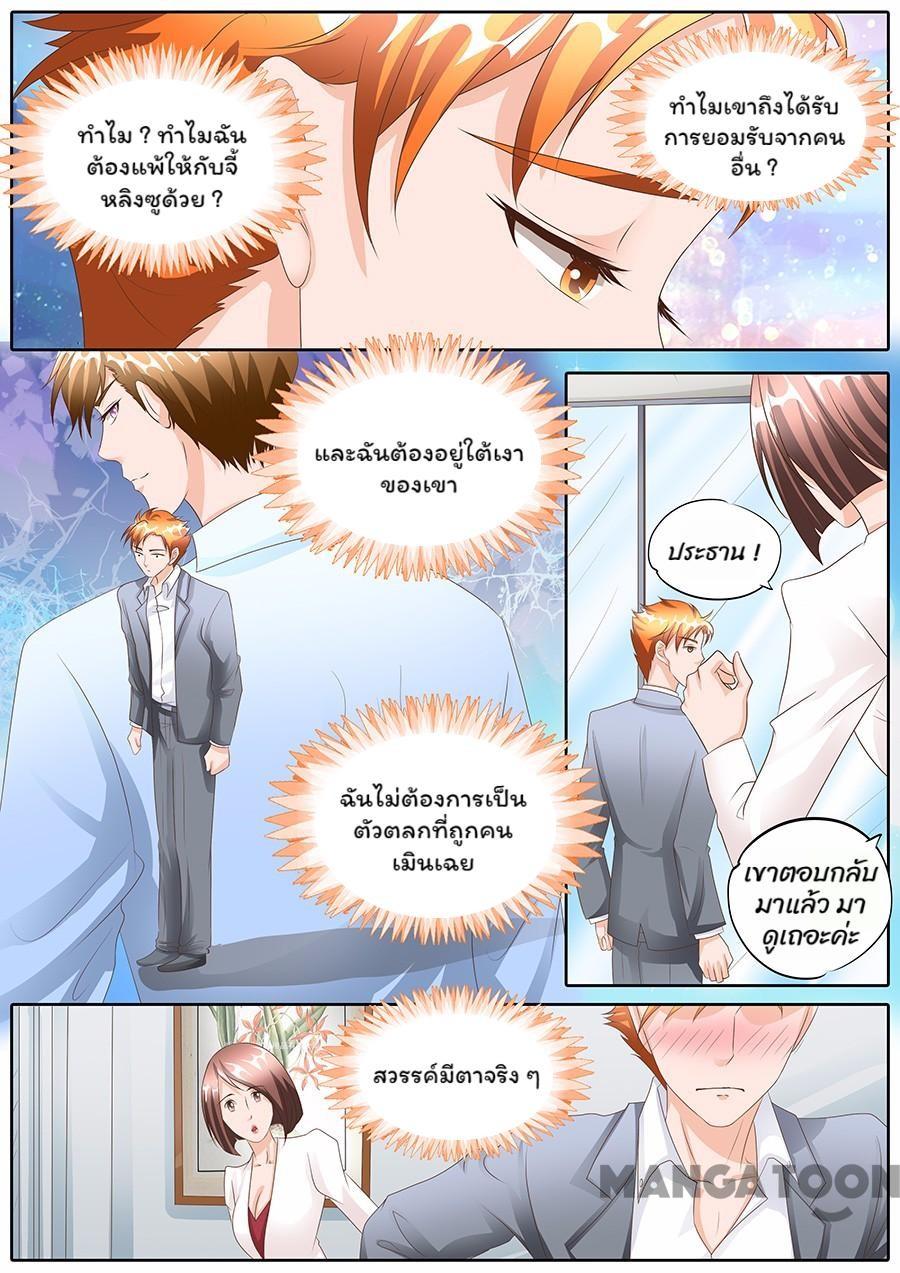 ทำไม ? ทำไมฉัน
ต้องแพ้ให้กับจี้
หลิงซูด้วย ?
ทำไมเขาถึงได้รับ
การยอมรับจากคน
อื่น ?
และฉันต้องอยู่ใต้เงา
ของเขา
ประธาน !
ฉันไม่ต้องการเป็น
ตัวตลกที่ถูกคน
เมินเฉย
เขาตอบกลับ
มาแล้ว มา
ดูเถอะค่ะ
สวรรค์มีตาจริง ๆ
MANGATOON